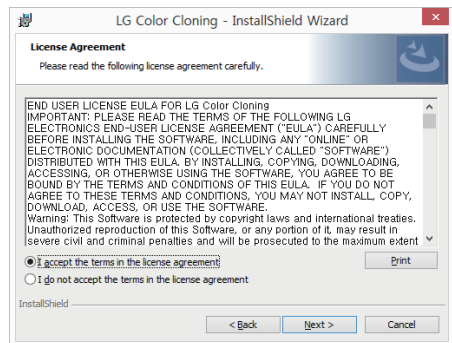 LG Color Cloning - InstallShield Wizard
×
License Agreement
Please read the following license agreement carefully.
END USER LICENSE EULA FOR LG Color Cloning
IMPORTANT: PLEASE READ THE TERMS OF THE FOLLOWING LG
ELECTRONICS END-USER LICENSE AGREEMENT ("EULA") CAREFULLY
BEFORE INSTALLING THE SOFTWARE, INCLUDING ANY "ONLINE" OR
ELECTRONIC DOCUMENTATION (COLLECTIVELY CALLED "SOFTWARE")
DISTRIBUTED WITH THIS EULA. BY INSTALLING, COPYING, DOWNLOADING,
ACCESSING, OR OTHERWISE USING THE SOFTWARE, YOU AGREE TO BE
BOUND BY THE TERMS AND CONDITIONS OF THIS EULA. IF YOU DO NOT
AGREE TO THESE TERMS AND CONDITIONS, YOU MAY NOT INSTALL, COPY,
DOWNLOAD, ACCESS, OR USE THE SOFTWARE.
Warning: This Software is protected by copyright laws and international treaties.
Unauthorized reproduction of this Software, or any portion of it, may result in
severe civil and criminal penalties and will be prosecuted to the maximum extent
I accept the terms in the license agreement
Print
I do not accept the terms in the license agreement
InstallShield
< Back Next > Cancel